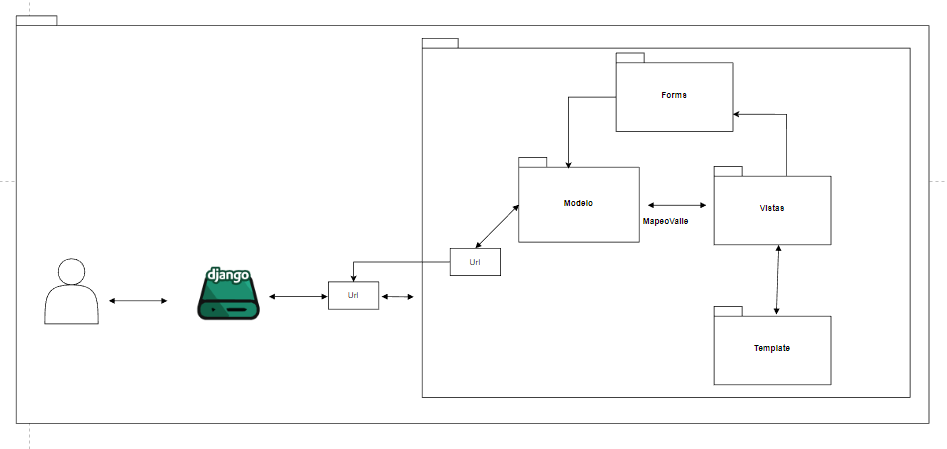 Forms
Modelo
Vistas
MapeoValle
Url
django
Url
Template